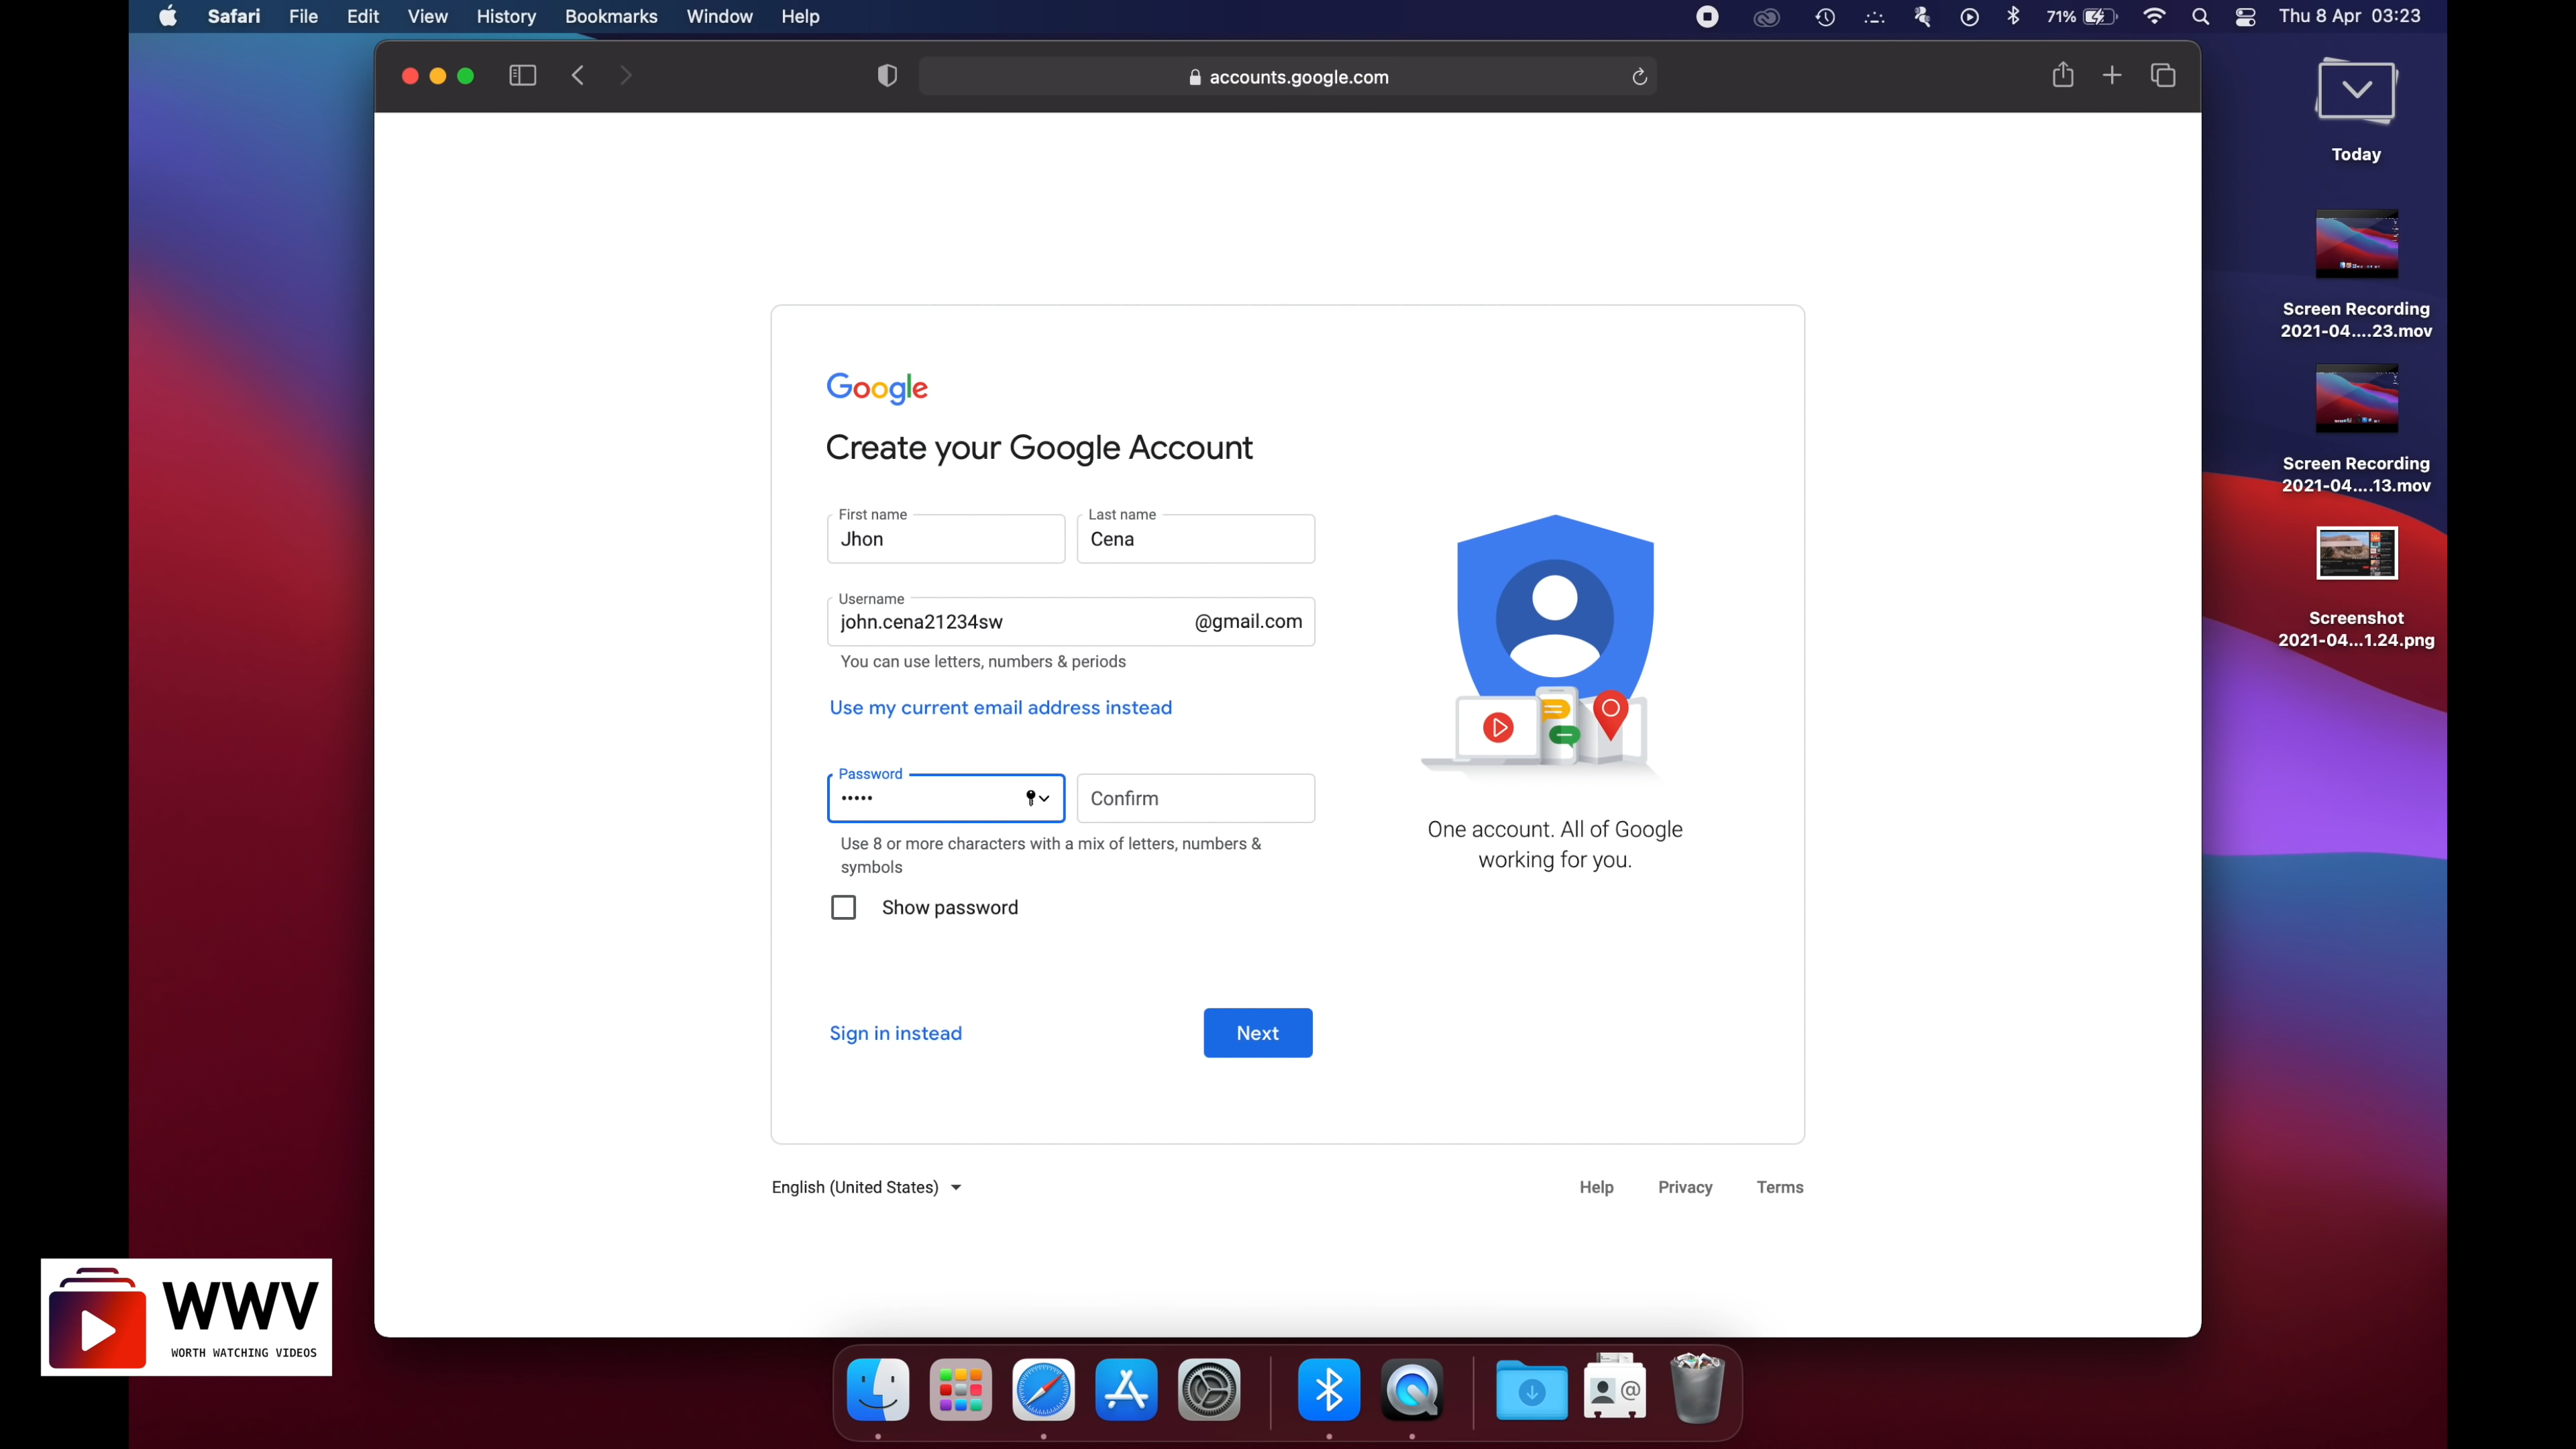 Safari File Edit View History Bookmarks Window Help 71% Thu 8 Apr 03:23
accounts.google.com
Today
Screen Recording
2021-04....23.mov
Screen Recording
2021-04....13.mov
Screenshot
2021-04...1.24.png
Google
Create your Google Account
First name Last name
Jhon Cena
Username
john.cena21234sw @gmail.com
You can use letters, numbers & periods
Use my current email address instead
Password
••••• Confirm
Use 8 or more characters with a mix of letters, numbers &
symbols
Show password
Sign in instead Next
One account. All of Google
working for you.
English (United States) Help Privacy Terms
WWV
WORTH WATCHING VIDEOS